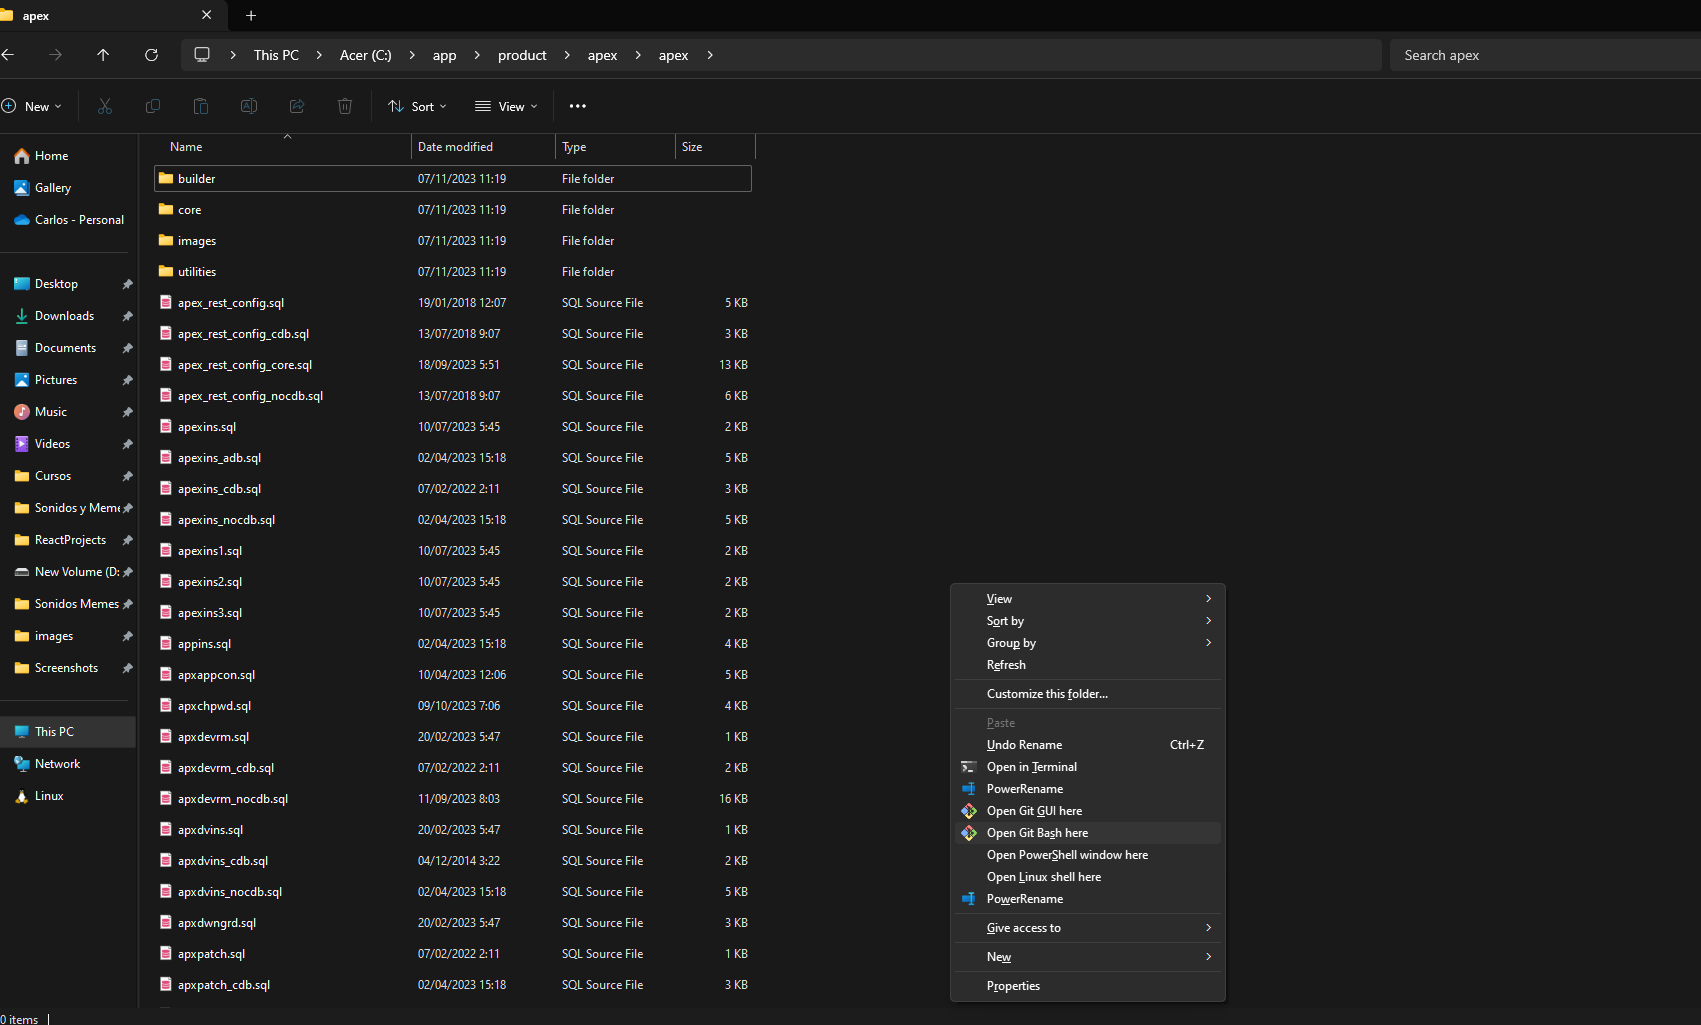 apex
This PC > Acer (C:) > app > product > apex > apex >
Search apex
New
Sort
View
Name Date modified Type Size
Home
Gallery
Carlos - Personal
Desktop
Downloads
Documents
Pictures
Music
Videos
Cursos
Sonidos y Meme
ReactProjects
New Volume (D:
Sonidos Memes
images
Screenshots
This PC
Network
Linux
builder 07/11/2023 11:19 File folder
core 07/11/2023 11:19 File folder
images 07/11/2023 11:19 File folder
utilities 07/11/2023 11:19 File folder
apex_rest_config.sql 19/01/2018 12:07 SQL Source File 5 KB
apex_rest_config_cdb.sql 13/07/2018 9:07 SQL Source File 3 KB
apex_rest_config_core.sql 18/09/2023 5:51 SQL Source File 13 KB
apex_rest_config_nocdb.sql 13/07/2018 9:07 SQL Source File 6 KB
apexins.sql 10/07/2023 5:45 SQL Source File 2 KB
apexins_adb.sql 02/04/2023 15:18 SQL Source File 5 KB
apexins_cdb.sql 07/02/2022 2:11 SQL Source File 3 KB
apexins_nocdb.sql 02/04/2023 15:18 SQL Source File 5 KB
apexins1.sql 10/07/2023 5:45 SQL Source File 2 KB
apexins2.sql 10/07/2023 5:45 SQL Source File 2 KB
apexins3.sql 10/07/2023 5:45 SQL Source File 2 KB
appins.sql 02/04/2023 15:18 SQL Source File 4 KB
apxappcon.sql 10/04/2023 12:06 SQL Source File 5 KB
apxchpwd.sql 09/10/2023 7:06 SQL Source File 4 KB
apxdevrm.sql 20/02/2023 5:47 SQL Source File 1 KB
apxdevrm_cdb.sql 07/02/2022 2:11 SQL Source File 2 KB
apxdevrm_nocdb.sql 11/09/2023 8:03 SQL Source File 16 KB
apxdvins.sql 20/02/2023 5:47 SQL Source File 1 KB
apxdvins_cdb.sql 04/12/2014 3:22 SQL Source File 2 KB
apxdvins_nocdb.sql 02/04/2023 15:18 SQL Source File 5 KB
apxdwngrd.sql 20/02/2023 5:47 SQL Source File 3 KB
apxpatch.sql 07/02/2022 2:11 SQL Source File 1 KB
apxpatch_cdb.sql 02/04/2023 15:18 SQL Source File 3 KB
View
Sort by
Group by
Refresh
Customize this folder...
Paste
Undo Rename Ctrl+Z
Open in Terminal
PowerRename
Open Git GUI here
Open Git Bash here
Open PowerShell window here
Open Linux shell here
PowerRename
Give access to
New
Properties
0 items